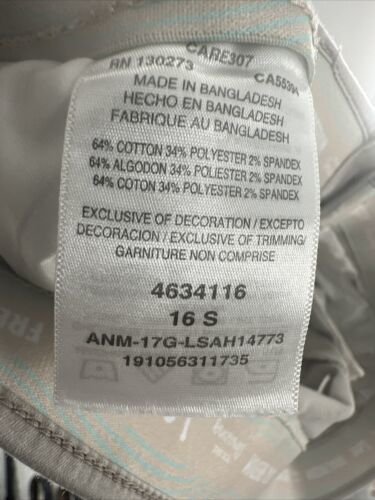 CARE307
RN 130273
MADE IN BANGLADESH
HECHO EN BANGLADESH
FABRIQUE AU BANGLADESH
64% COTTON 34% POLYESTER 2% SPANDEX
64% ALGODON 34% POLIESTER 2% SPANDEX
64% COTON 34% POLYESTER 2% SPANDEX
EXCLUSIVE OF DECORATION / EXCEPTO
DECORACION / EXCLUSIVE OF TRIMMING/
GARNITURE NON COMPRISE
4634116
16 S
ANM-17G-LSAH14773
191056311735
FRE